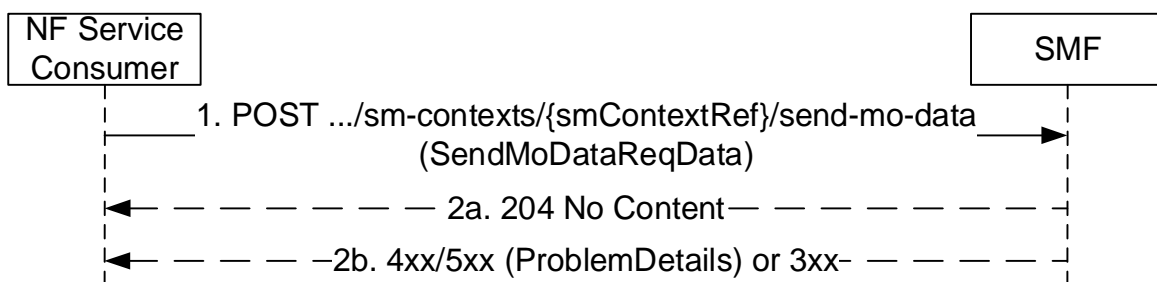 NF Service
Consumer
SMF
1. POST .../sm-contexts/{smContextRef}/send-mo-data
(SendMoDataReqData)
2a. 204 No Content
2b. 4xx/5xx (ProblemDetails) or 3xx